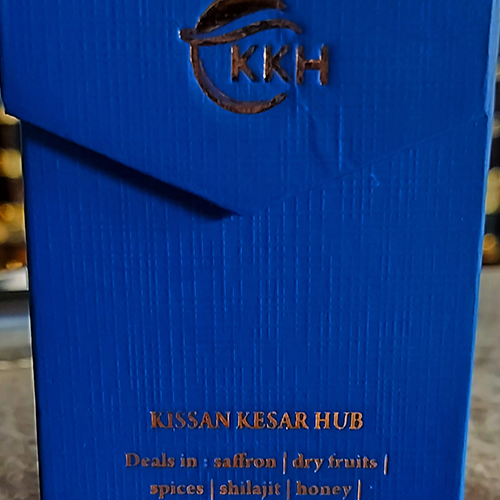 KKH
KISSAN KESAR HUB
Deals in : saffron | dry fruits |
spices | shilajit | honey |